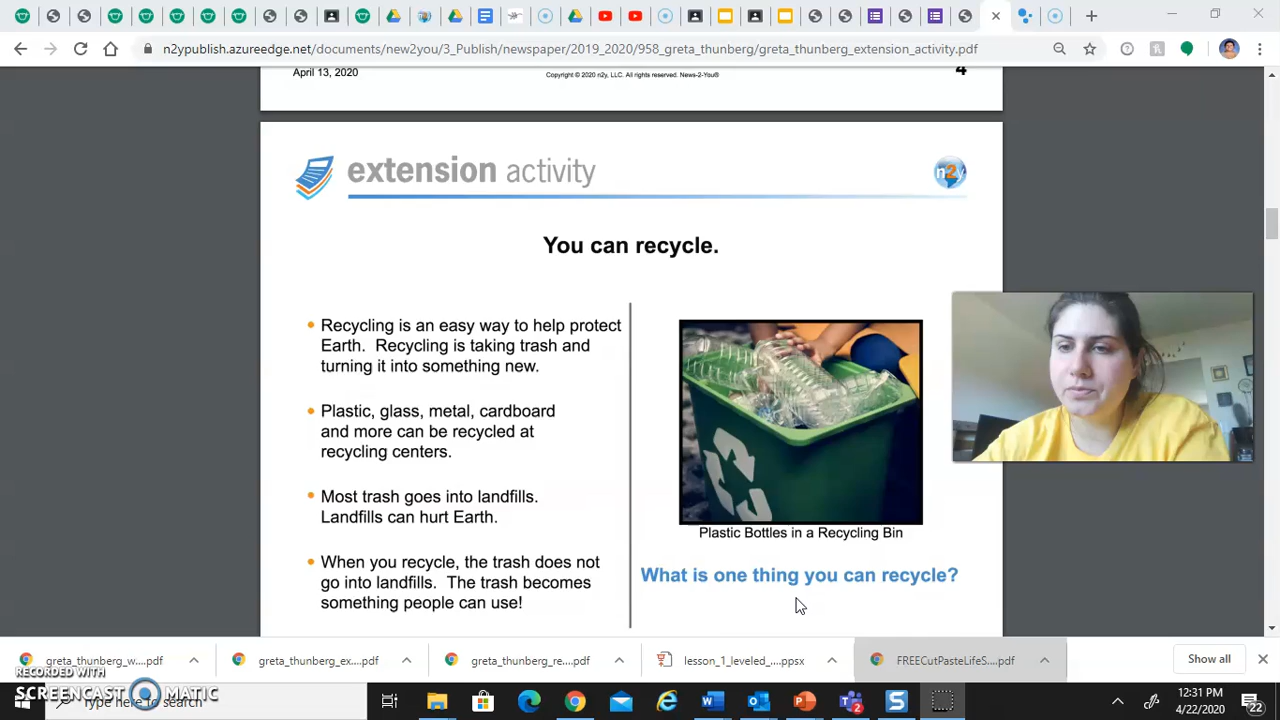 n2ypublish.azureedge.net/documents/new2you/3_Publish/newspaper/2019_2020/958_greta_thunberg/greta_thunberg_extension_activity.pdf
April 13, 2020
Copyright © 2020 n2y, LLC. All rights reserved. News-2-You®
4
extension activity
n2y
You can recycle.
• Recycling is an easy way to help protect
Earth. Recycling is taking trash and
turning it into something new.
• Plastic, glass, metal, cardboard
and more can be recycled at
recycling centers.
• Most trash goes into landfills.
Landfills can hurt Earth.
• When you recycle, the trash does not
go into landfills. The trash becomes
something people can use!
Plastic Bottles in a Recycling Bin
What is one thing you can recycle?
greta_thunberg_w....pdf
greta_thunberg_ex....pdf
greta_thunberg_re....pdf
lesson_1_leveled_....ppsx
FREECutPasteLifeS....pdf
Show all
RECORDED WITH
SCREENCAST MATIC
Type here to search
12:31 PM
4/22/2020
2
22